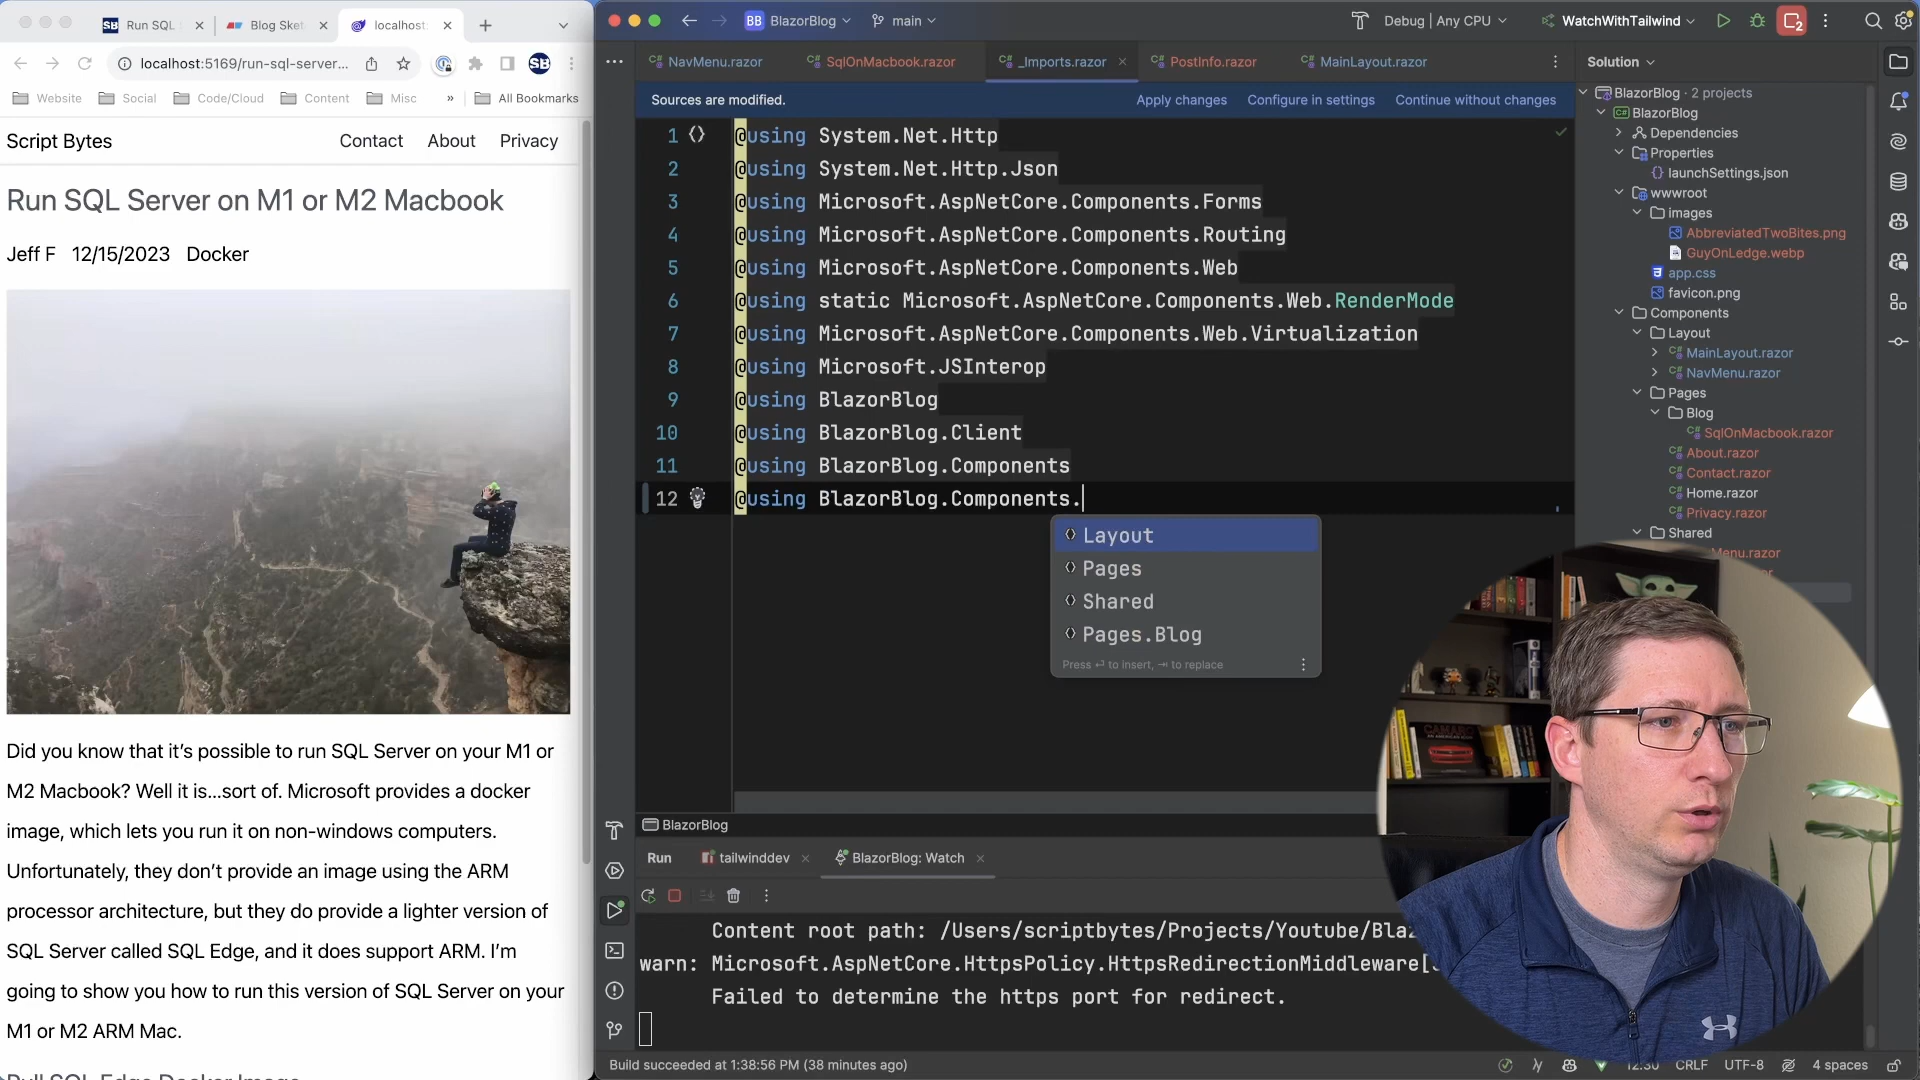 Run SQL
Blog Sket
localhost:
localhost:5169/run-sql-server...
SB
Website
Social
Code/Cloud
Content
Misc
»
All Bookmarks
Script Bytes
Contact
About
Privacy
Run SQL Server on M1 or M2 Macbook
Jeff F 12/15/2023 Docker
Did you know that it's possible to run SQL Server on your M1 or
M2 Macbook? Well it is...sort of. Microsoft provides a docker
image, which lets you run it on non-windows computers.
Unfortunately, they don't provide an image using the ARM
processor architecture, but they do provide a lighter version of
SQL Server called SQL Edge, and it does support ARM. I'm
going to show you how to run this version of SQL Server on your
M1 or M2 ARM Mac.
Pull SQL Edge Docker Image
BB BlazorBlog
main
Debug | Any CPU
WatchWithTailwind
2
NavMenu.razor
SqlOnMacbook.razor
_Imports.razor
PostInfo.razor
MainLayout.razor
Sources are modified.
Apply changes
Configure in settings
Continue without changes
1 @using System.Net.Http
2 @using System.Net.Http.Json
3 @using Microsoft.AspNetCore.Components.Forms
4 @using Microsoft.AspNetCore.Components.Routing
5 @using Microsoft.AspNetCore.Components.Web
6 @using static Microsoft.AspNetCore.Components.Web.RenderMode
7 @using Microsoft.AspNetCore.Components.Web.Virtualization
8 @using Microsoft.JSInterop
9 @using BlazorBlog
10 @using BlazorBlog.Client
11 @using BlazorBlog.Components
12 @using BlazorBlog.Components.
Layout
Pages
Shared
Pages.Blog
Press ⏎ to insert, ⇥ to replace
Solution
BlazorBlog · 2 projects
BlazorBlog
Dependencies
Properties
launchSettings.json
wwwroot
images
AbbreviatedTwoBites.png
GuyOnLedge.webp
app.css
favicon.png
Components
Layout
MainLayout.razor
NavMenu.razor
Pages
Blog
SqlOnMacbook.razor
About.razor
Contact.razor
Home.razor
Privacy.razor
Shared
Menu.razor
CAMARO
BlazorBlog
Run
tailwinddev
BlazorBlog: Watch
Content root path: /Users/scriptbytes/Projects/Youtube/Blaz
warn: Microsoft.AspNetCore.HttpsPolicy.HttpsRedirectionMiddleware[
Failed to determine the https port for redirect.
Build succeeded at 1:38:56 PM (38 minutes ago)
12:30
CRLF
UTF-8
4 spaces